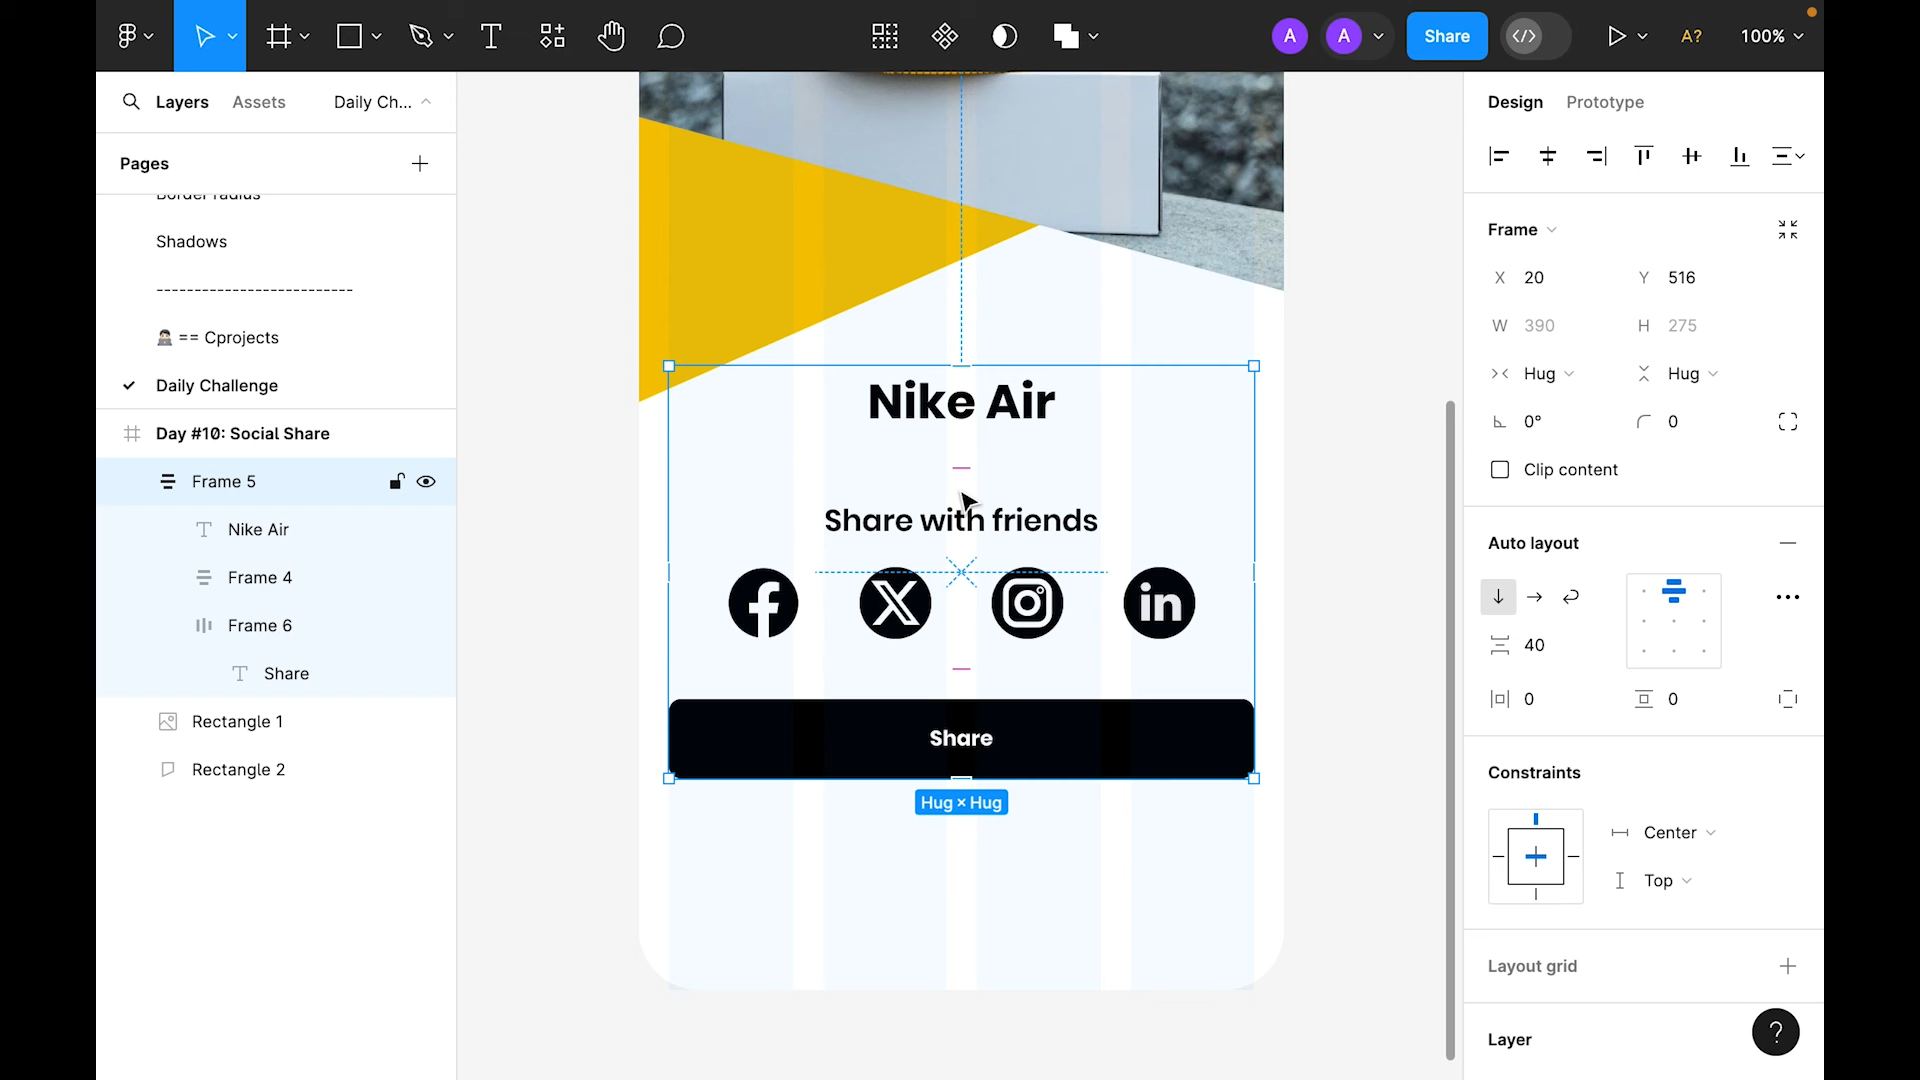 A
A
Share
A?
100%
Layers
Assets
Daily Ch...
Pages
Border radius
Shadows
--------------------------
== Cprojects
Daily Challenge
Day #10: Social Share
Frame 5
Nike Air
Frame 4
Frame 6
Share
Rectangle 1
Rectangle 2
Nike Air
Share with friends
f
X
in
Share
Hug × Hug
Design
Prototype
Frame
X 20
Y 516
W 390
H 275
Hug
Hug
0°
0
Clip content
Auto layout
40
0
0
Constraints
Center
Top
Layout grid
Layer
?